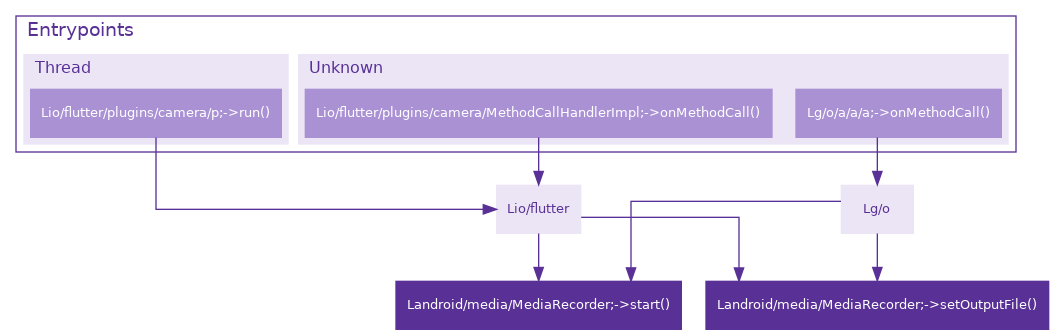 Entrypoints
Thread
Unknown
Lio/flutter/plugins/camera/p;->run()
Lio/flutter/plugins/camera/MethodCallHandlerImpl;->onMethodCall()
Lg/o/a/a/a;->onMethodCall()
Lio/flutter
Lg/o
Landroid/media/MediaRecorder;->start()
Landroid/media/MediaRecorder;->setOutputFile()